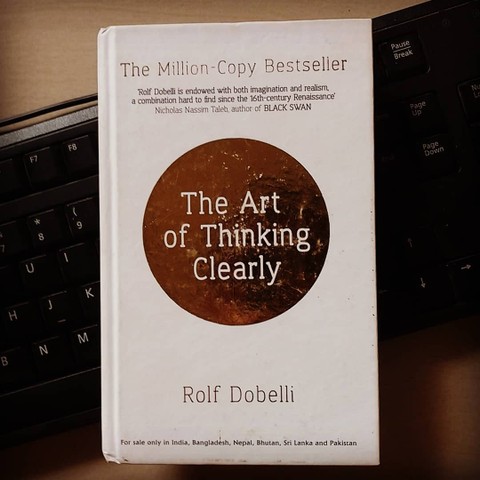 The Million-Copy Bestseller
'Rolf Dobelli is endowed with both imagination and realism,
a combination hard to find since the 16th-century Renaissance'
Nicholas Nassim Taleb, author of BLACK SWAN
The Art
of Thinking
Clearly
Rolf Dobelli
For sale only in India, Bangladesh, Nepal, Bhutan, Sri Lanka and Pakistan
Pause
Break
Page
Up
Page
Down
F7
F8
*
8
(
9
U
I
H
J
K
B
N
M